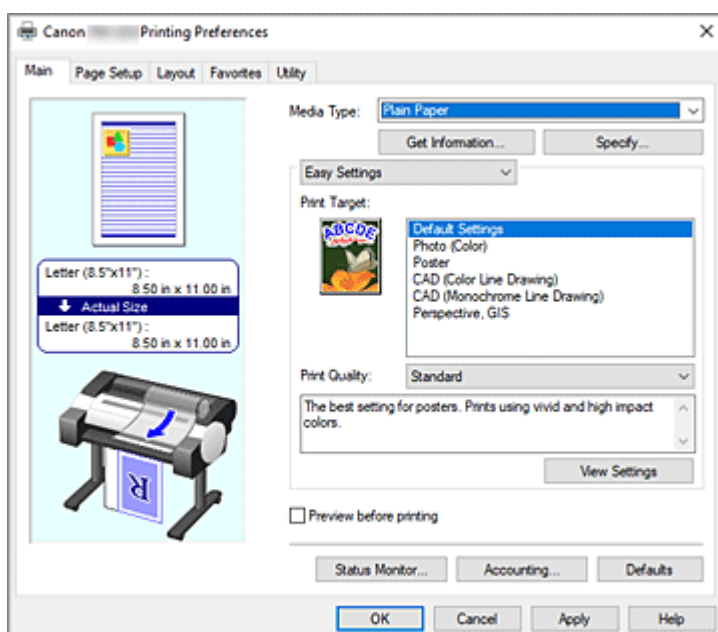 Canon Printing Preferences
Main Page Setup Layout Favorites Utility
Media Type: Plain Paper
Get Information... Specify...
Easy Settings
Print Target:
ABCDE
Default Settings
Photo (Color)
Poster
CAD (Color Line Drawing)
CAD (Monochrome Line Drawing)
Perspective, GIS
Letter (8.5"x11") :
8.50 in x 11.00 in
Actual Size
Letter (8.5"x11") :
8.50 in x 11.00 in
R
Print Quality: Standard
The best setting for posters. Prints using vivid and high impact
colors.
View Settings
Preview before printing
Status Monitor... Accounting... Defaults
OK Cancel Apply Help